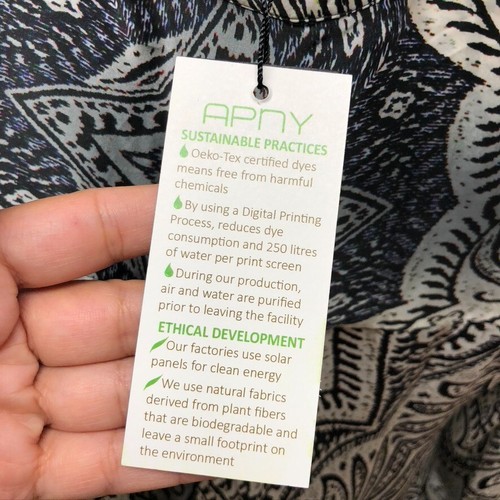 APNY
SUSTAINABLE PRACTICES
Oeko-Tex certified dyes
means free from harmful
chemicals
By using a Digital Printing
Process, reduces dye
consumption and 250 litres
of water per print screen
During our production,
air and water are purified
prior to leaving the facility
ETHICAL DEVELOPMENT
Our factories use solar
panels for clean energy
We use natural fabrics
derived from plant fibers
that are biodegradable and
leave a small footprint on
the environment